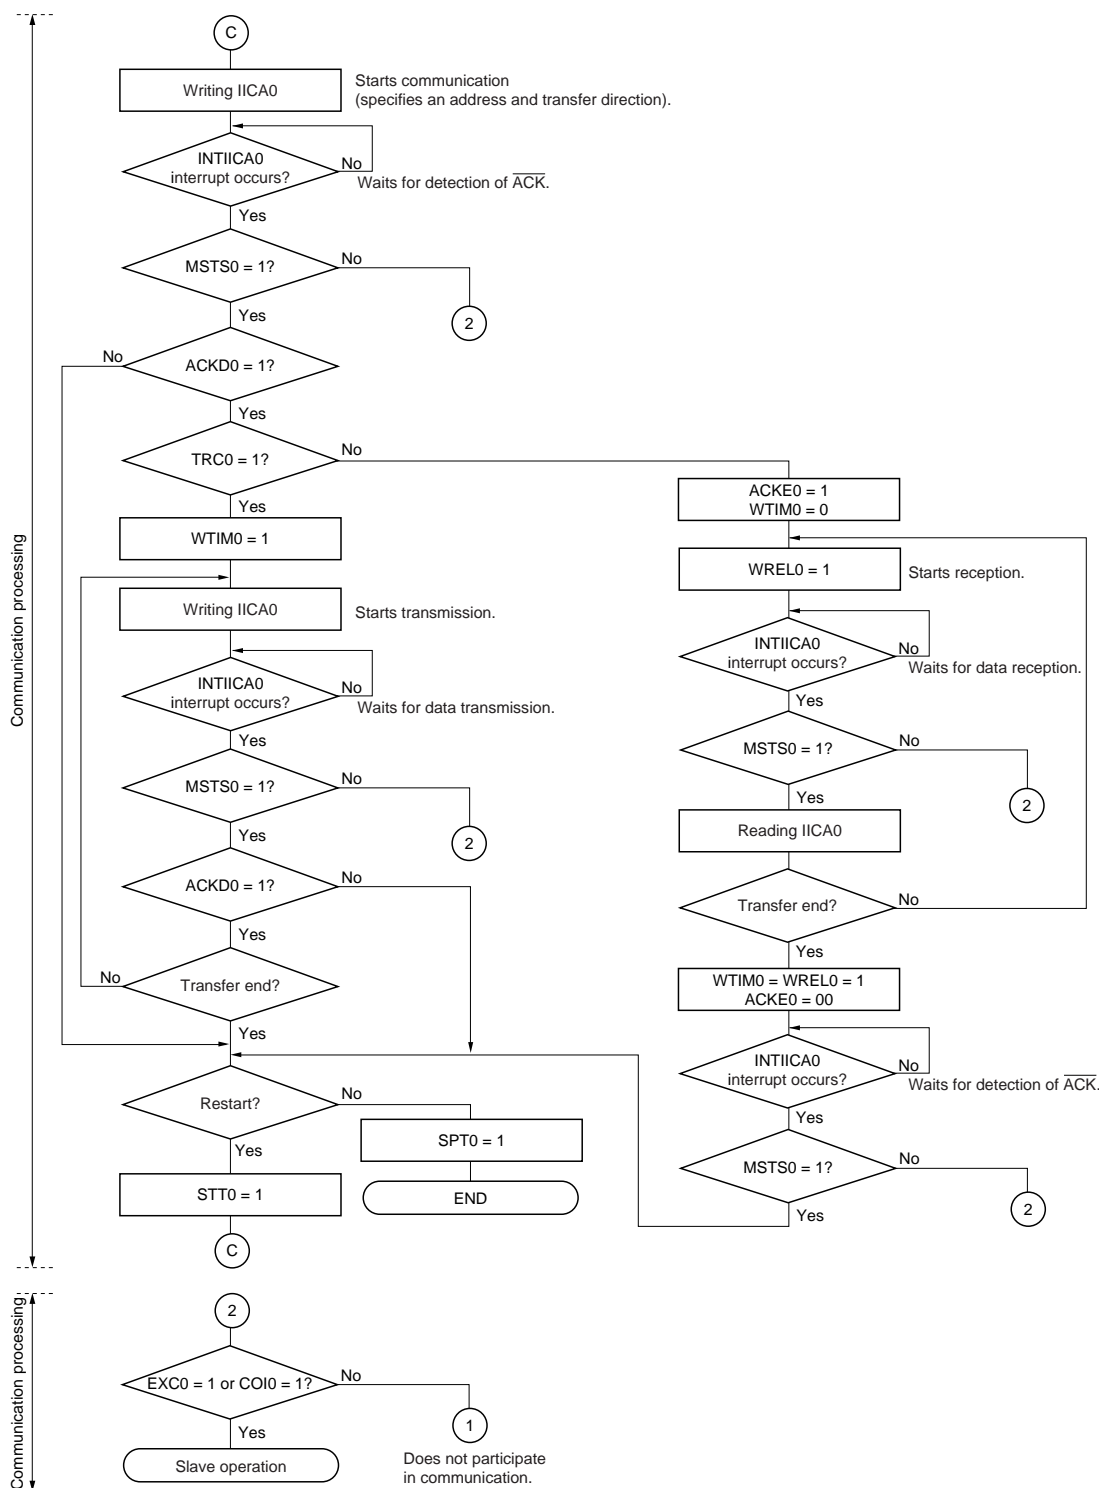 C
Writing IICA0
Starts communication
(specifies an address and transfer direction).
INTIICA0
interrupt occurs?
No
Waits for detection of ACK.
Yes
MSTS0 = 1?
No
2
Yes
No
ACKD0 = 1?
Yes
TRC0 = 1?
No
Yes
WTIM0 = 1
Writing IICA0
Starts transmission.
INTIICA0
interrupt occurs?
No
Waits for data transmission.
Yes
MSTS0 = 1?
No
2
Yes
ACKD0 = 1?
No
Yes
No
Transfer end?
Yes
Restart?
No
Yes
SPT0 = 1
END
STT0 = 1
C
ACKE0 = 1
WTIM0 = 0
WREL0 = 1
Starts reception.
INTIICA0
interrupt occurs?
No
Waits for data reception.
Yes
MSTS0 = 1?
No
2
Yes
Reading IICA0
Transfer end?
No
Yes
WTIM0 = WREL0 = 1
ACKE0 = 00
INTIICA0
interrupt occurs?
No
Waits for detection of ACK.
Yes
MSTS0 = 1?
No
2
Yes
Communication processing
2
EXC0 = 1 or COI0 = 1?
No
1
Does not participate
in communication.
Yes
Slave operation
Communication processing